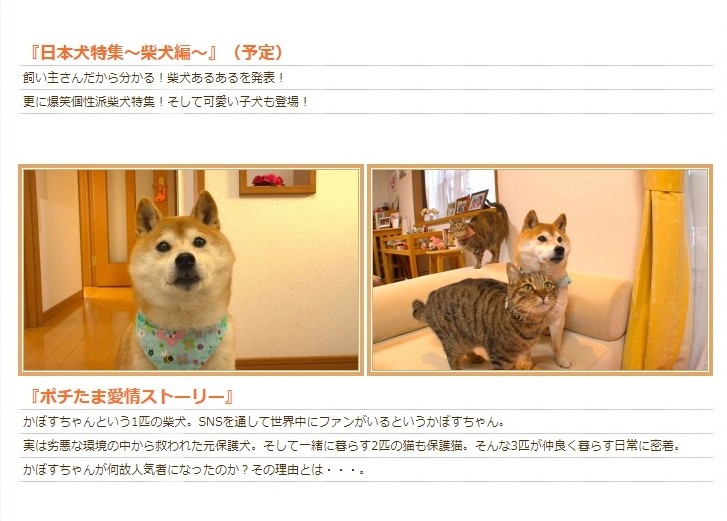 『日本犬特集～柴犬編～』（予定）
飼い主さんだから分かる！柴犬あるあるを発表！
更に爆笑個性派柴犬特集！そして可愛い子犬も登場！
『ポチたま愛情ストーリー』
かぼすちゃんという1匹の柴犬。SNSを通して世界中にファンがいるというかぼすちゃん。
実は劣悪な環境の中から救われた元保護犬。そして一緒に暮らす2匹の猫も保護猫。そんな3匹が仲良く暮らす日常に密着。
かぼすちゃんが何故人気者になったのか？その理由とは・・・。